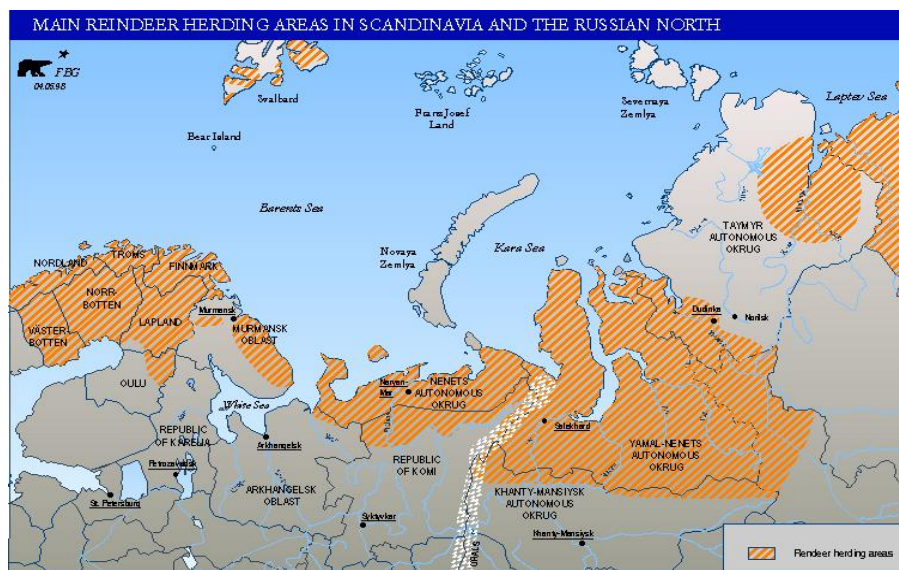 MAIN REINDEER HERDING AREAS IN SCANDINAVIA AND THE RUSSIAN NORTH
FBG
04.06.98
Svalbard
Franz Josef
Land
Severnaya
Zemlya
Laptev Sea
Bear Island
Barents Sea
Novaya
Zemlya
Kara Sea
TAYMYR
AUTONOMOUS
OKRUG
NORDLAND
TROMS
FINNMARK
NORR-
BOTTEN
VÄSTER-
BOTTEN
LAPLAND
Murmansk
MURMANSK
OBLAST
Dudinka
Norilsk
OULU
White Sea
Naryan-
Mar
NENETS
AUTONOMOUS
OKRUG
Salekhard
REPUBLIC
OF KARELIA
Arkhangelsk
REPUBLIC
OF KOMI
YAMAL-NENETS
AUTONOMOUS
OKRUG
Petrozavodsk
St. Petersburg
ARKHANGELSK
OBLAST
KHANTY-MANSIYSK
AUTONOMOUS
OKRUG
Syktyvkar
Khanty-Mansiysk
URALS
Rendeer herding areas